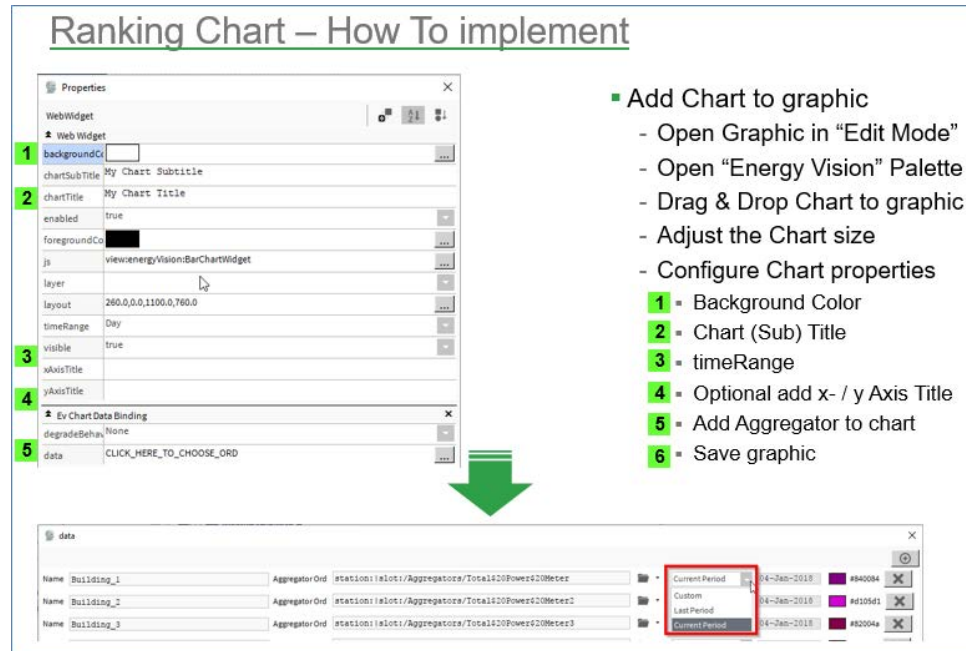 Ranking Chart – How To implement
Properties
WebWidget
Web Widget
1 backgroundCo
chartSubTitle My Chart Subtitle
2 chartTitle My Chart Title
enabled true
foregroundCo
js view:energyVision:BarChartWidget
layer
layout 260.0,0.0,1100.0,760.0
timeRange Day
visible true
3
xAxisTitle
yAxisTitle
4
Ev Chart Data Binding
degradeBehav None
5 data CLICK_HERE_TO_CHOOSE_ORD
Add Chart to graphic
- Open Graphic in “Edit Mode”
- Open “Energy Vision” Palette
- Drag & Drop Chart to graphic
- Adjust the Chart size
- Configure Chart properties
1 Background Color
2 Chart (Sub) Title
3 timeRange
4 Optional add x- / y Axis Title
5 Add Aggregator to chart
6 Save graphic
data
Name Building_1 Aggregator Ord station:|slot:/Aggregators/Total$20Power$20Meter Current Period 04-Jan-2018 #840084
Custom
Name Building_2 Aggregator Ord station:|slot:/Aggregators/Total$20Power$20Meter2 Last Period 04-Jan-2018 #d105d1
Name Building_3 Aggregator Ord station:|slot:/Aggregators/Total$20Power$20Meter3 Current Period 04-Jan-2018 #82004a